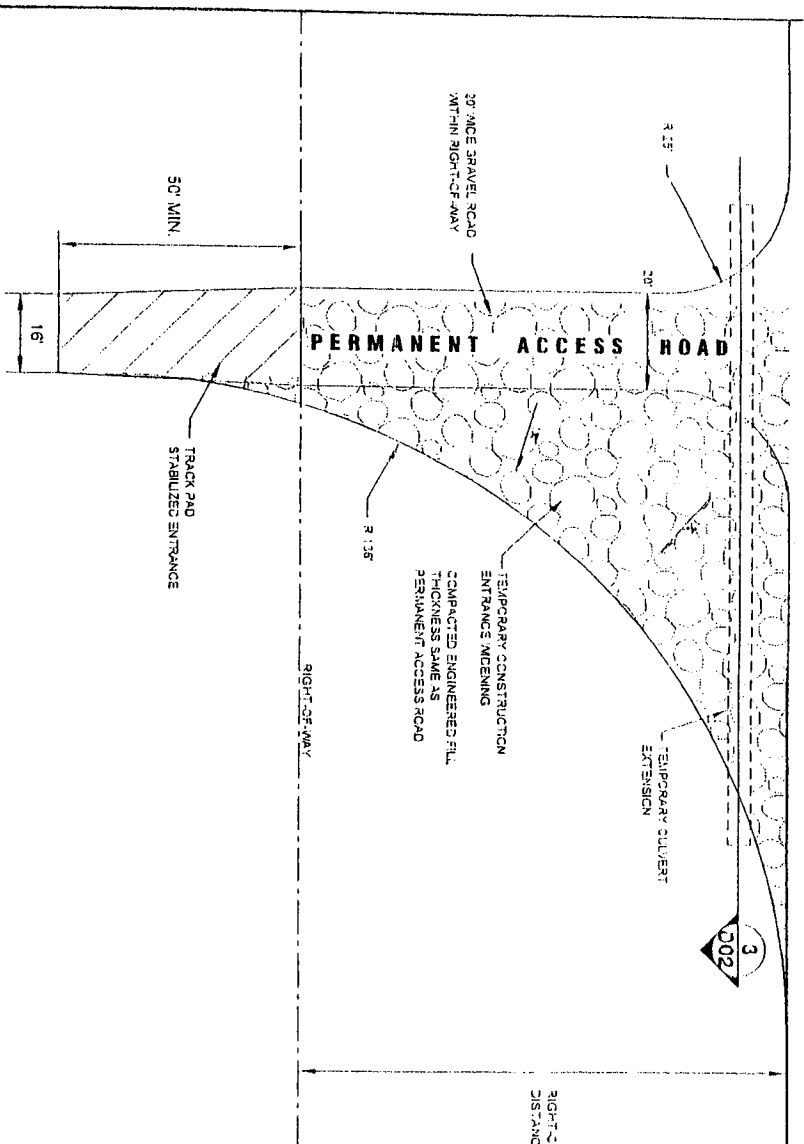 20' WIDE GRAVEL ROAD
WITHIN RIGHT-OF-WAY
50' MIN.
20'
PERMANENT ACCESS ROAD
16'
TRACK PAD
STABILIZED ENTRANCE
TEMPORARY CONSTRUCTION
ENTRANCE WIDENING
COMPACTED ENGINEERED FILL
THICKNESS SAME AS
PERMANENT ACCESS ROAD
TEMPORARY CULVERT
EXTENSION
RIGHT-OF-WAY
3